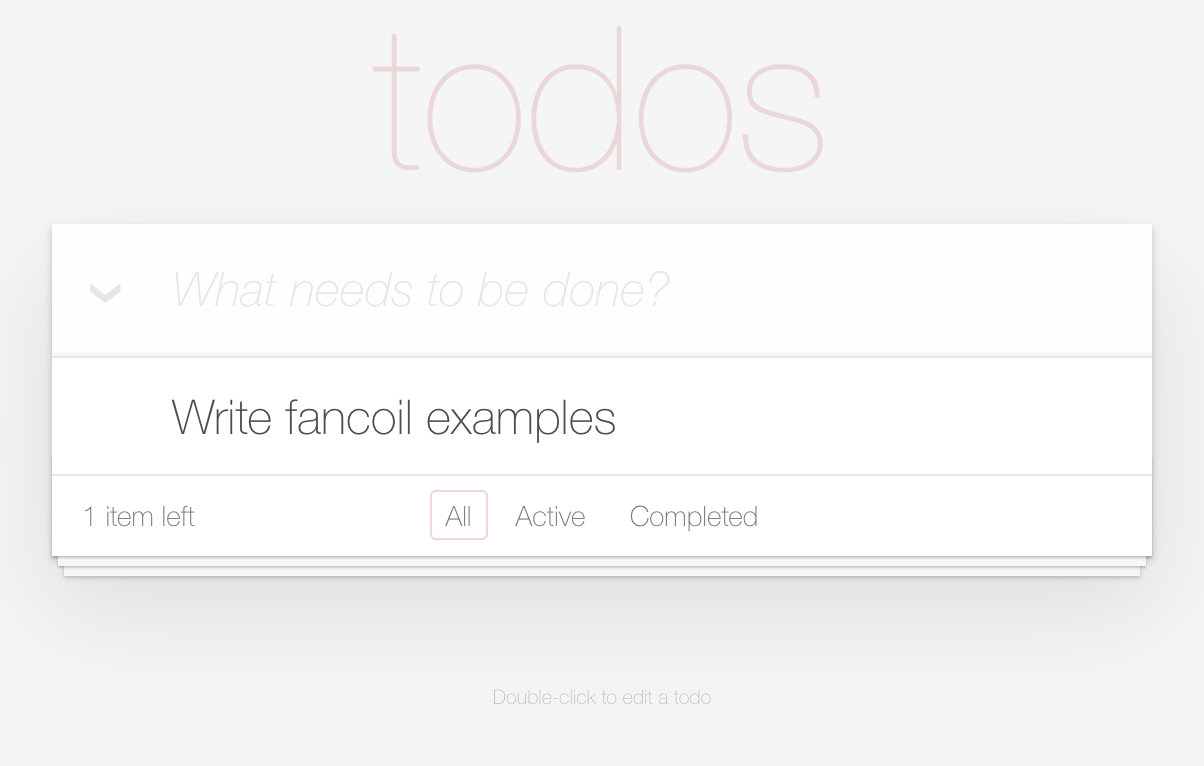 todos
What needs to be done?
Write fancoil examples
1 item left All Active Completed
Double-click to edit a todo